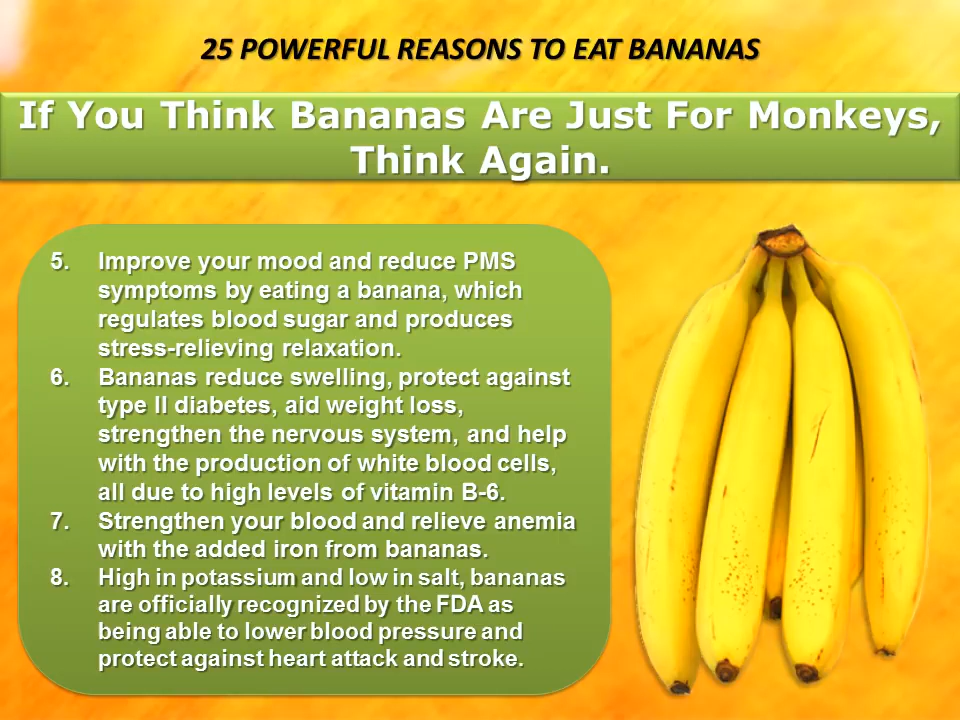 25 POWERFUL REASONS TO EAT BANANAS
If You Think Bananas Are Just For Monkeys,
Think Again.
5. Improve your mood and reduce PMS
symptoms by eating a banana, which
regulates blood sugar and produces
stress-relieving relaxation.
6. Bananas reduce swelling, protect against
type II diabetes, aid weight loss,
strengthen the nervous system, and help
with the production of white blood cells,
all due to high levels of vitamin B-6.
7. Strengthen your blood and relieve anemia
with the added iron from bananas.
8. High in potassium and low in salt, bananas
are officially recognized by the FDA as
being able to lower blood pressure and
protect against heart attack and stroke.